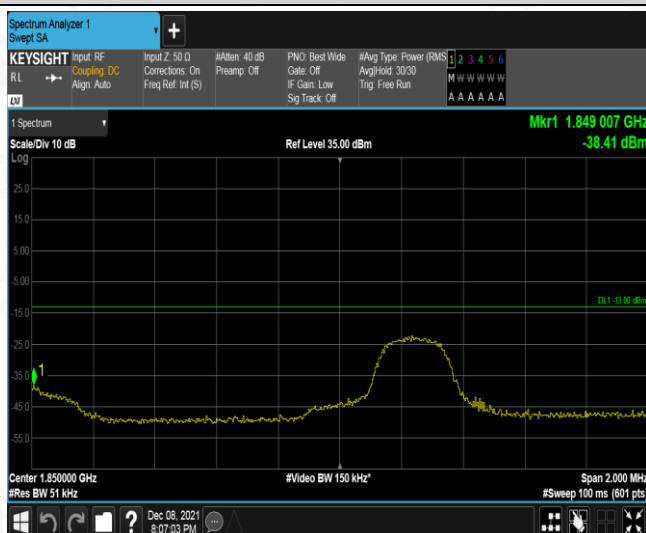 Spectrum Analyzer 1
Swept SA
+
KEYSIGHT
RL
LXI
Input: RF
Coupling: DC
Align: Auto
Input Z: 50 Ω
Corrections: On
Freq Ref: Int (S)
#Atten: 40 dB
Preamp: Off
PNO: Best Wide
Gate: Off
IF Gain: Low
Sig Track: Off
#Avg Type: Power (RMS
Avg|Hold: 30/30
Trig: Free Run
1 2 3 4 5 6
M W W W W W
A A A A A A
1 Spectrum
Scale/Div 10 dB
Log
Ref Level 35.00 dBm
Mkr1 1.849 007 GHz
-38.41 dBm
25.0
15.0
5.00
-5.00
-15.0
-25.0
-35.0
-45.0
-55.0
DL1 -13.00 dBm
1
Center 1.850000 GHz
#Res BW 51 kHz
#Video BW 150 kHz*
Span 2.000 MHz
#Sweep 100 ms (601 pts)
?
Dec 08, 2021
8:07:03 PM